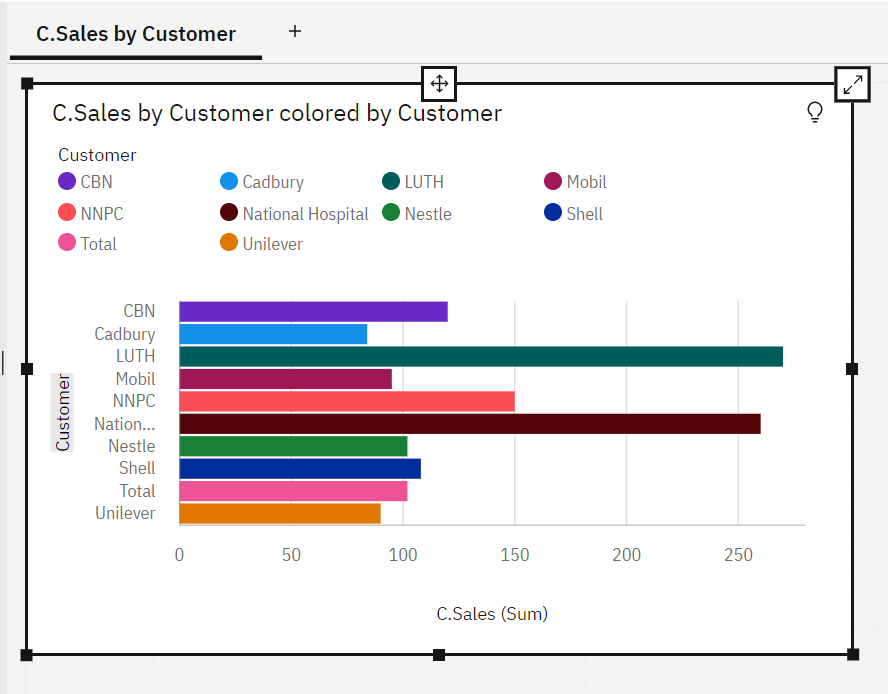 C.Sales by Customer +
C.Sales by Customer colored by Customer
Customer
CBN Cadbury LUTH Mobil
NNPC National Hospital Nestle Shell
Total Unilever
Customer
CBN
Cadbury
LUTH
Mobil
NNPC
Nation...
Nestle
Shell
Total
Unilever
0 50 100 150 200 250
C.Sales (Sum)